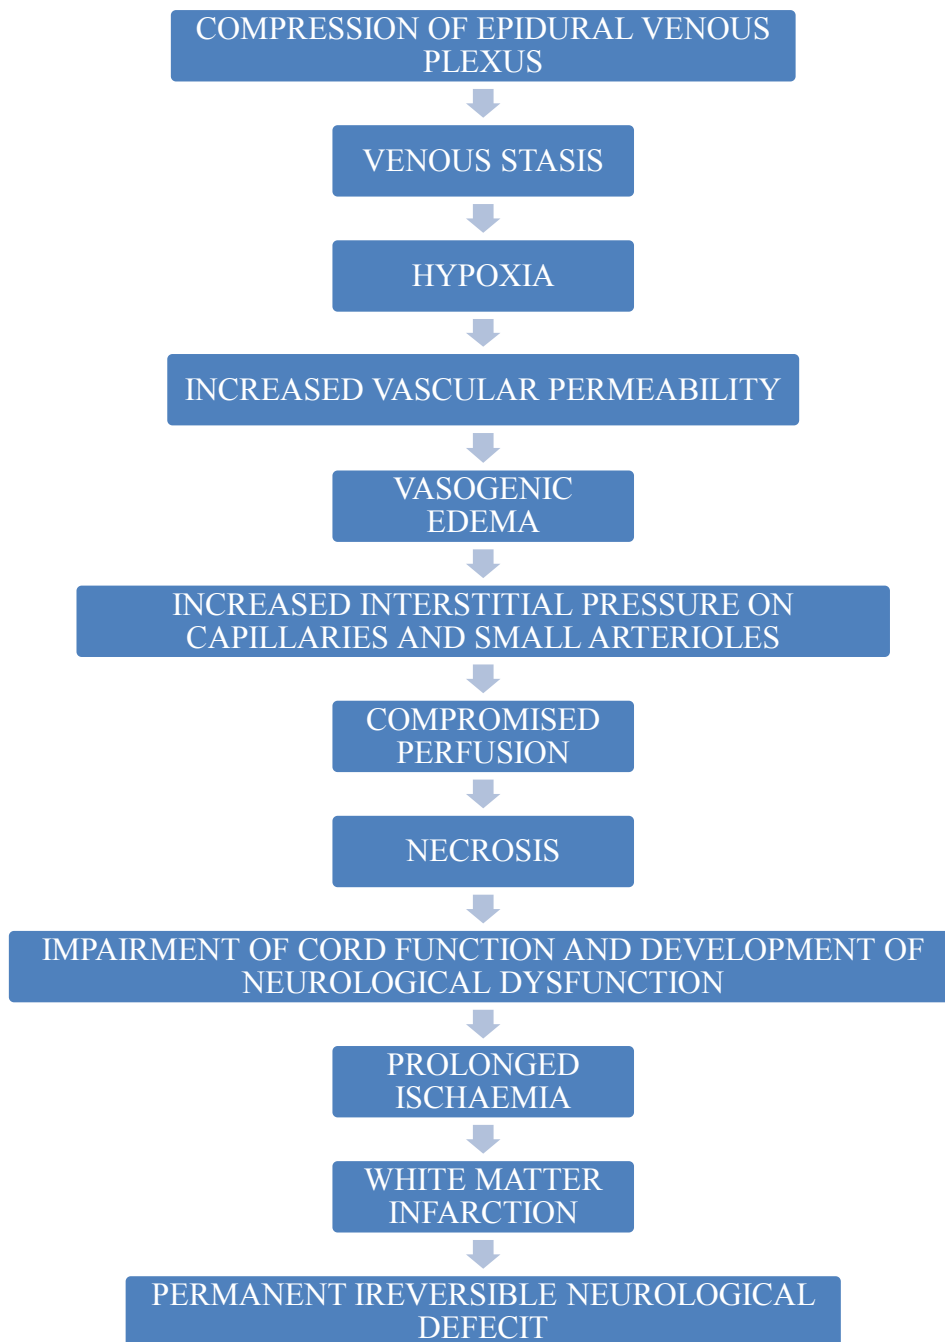 COMPRESSION OF EPIDURAL VENOUS
PLEXUS
VENOUS STASIS
HYPOXIA
INCREASED VASCULAR PERMEABILITY
VASOGENIC
EDEMA
INCREASED INTERSTITIAL PRESSURE ON
CAPILLARIES AND SMALL ARTERIOLES
COMPROMISED
PERFUSION
NECROSIS
IMPAIRMENT OF CORD FUNCTION AND DEVELOPMENT OF
NEUROLOGICAL DYSFUNCTION
PROLONGED
ISCHAEMIA
WHITE MATTER
INFARCTION
PERMANENT IREVERSIBLE NEUROLOGICAL
DEFECIT